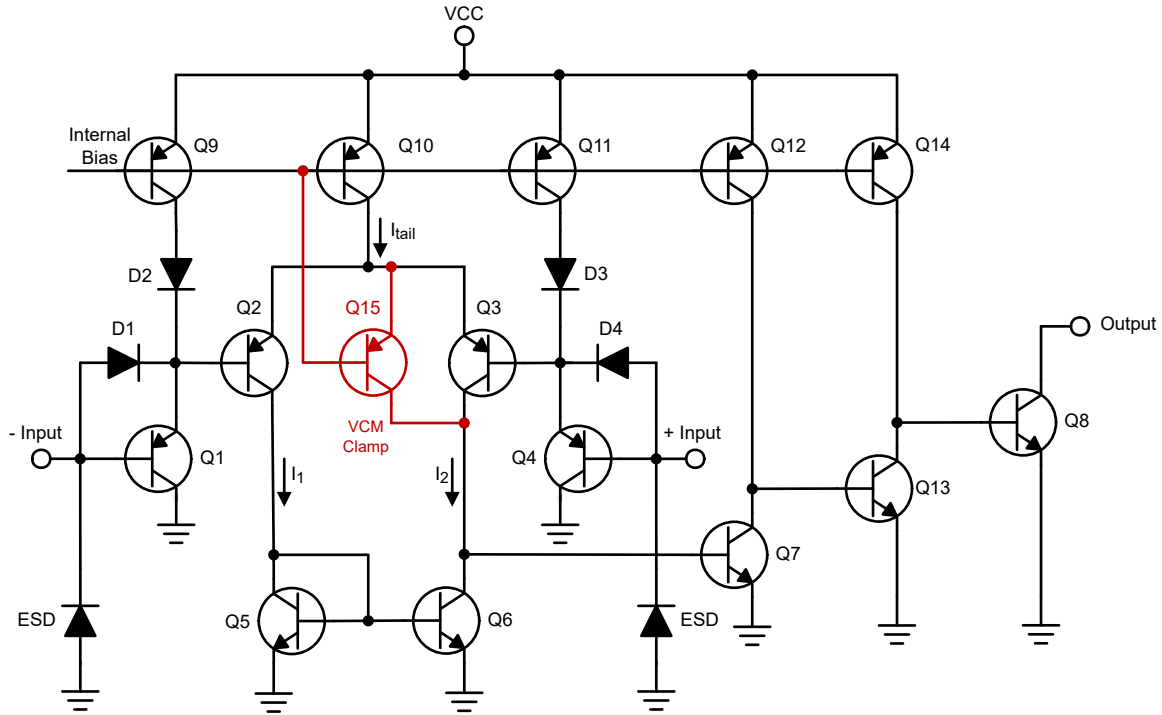 VCC
Internal
Bias
Q9
Q10
Q11
Q12
Q14
Itail
D2
D3
Q2
Q15
Q3
D1
D4
Output
VCM
Clamp
- Input
Q1
I1
I2
Q4
+ Input
Q8
Q13
Q7
ESD
Q5
Q6
ESD